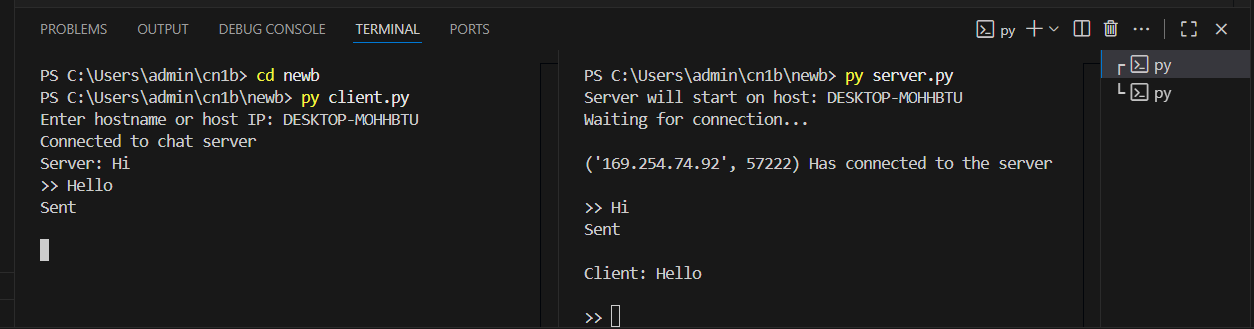 PROBLEMS OUTPUT DEBUG CONSOLE TERMINAL PORTS py
PS C:\Users\admin\cn1b> cd newb
PS C:\Users\admin\cn1b\newb> py client.py
Enter hostname or host IP: DESKTOP-MOHHBTU
Connected to chat server
Server: Hi
>> Hello
Sent
PS C:\Users\admin\cn1b\newb> py server.py
Server will start on host: DESKTOP-MOHHBTU
Waiting for connection...
('169.254.74.92', 57222) Has connected to the server
>> Hi
Sent
Client: Hello
>>
py
py